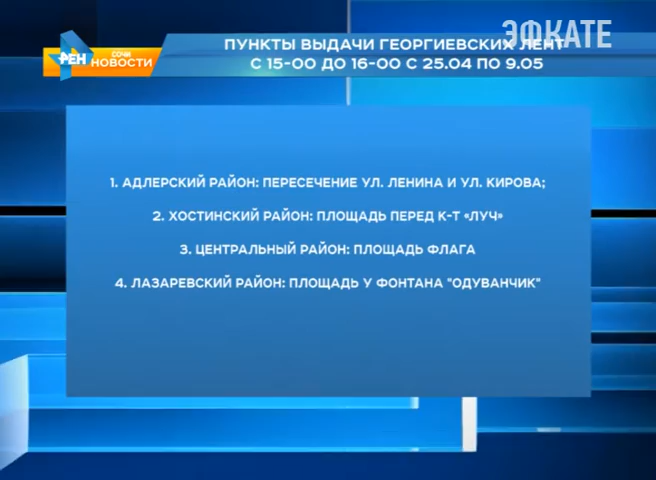 ЭФКАТЕ
РЕН
СОЧИ
НОВОСТИ
ПУНКТЫ ВЫДАЧИ ГЕОРГИЕВСКИХ ЛЕНТ
С 15-00 ДО 16-00 С 25.04 ПО 9.05
1. АДЛЕРСКИЙ РАЙОН: ПЕРЕСЕЧЕНИЕ УЛ. ЛЕНИНА И УЛ. КИРОВА;
2. ХОСТИНСКИЙ РАЙОН: ПЛОЩАДЬ ПЕРЕД К-Т «ЛУЧ»
3. ЦЕНТРАЛЬНЫЙ РАЙОН: ПЛОЩАДЬ ФЛАГА
4. ЛАЗАРЕВСКИЙ РАЙОН: ПЛОЩАДЬ У ФОНТАНА "ОДУВАНЧИК"